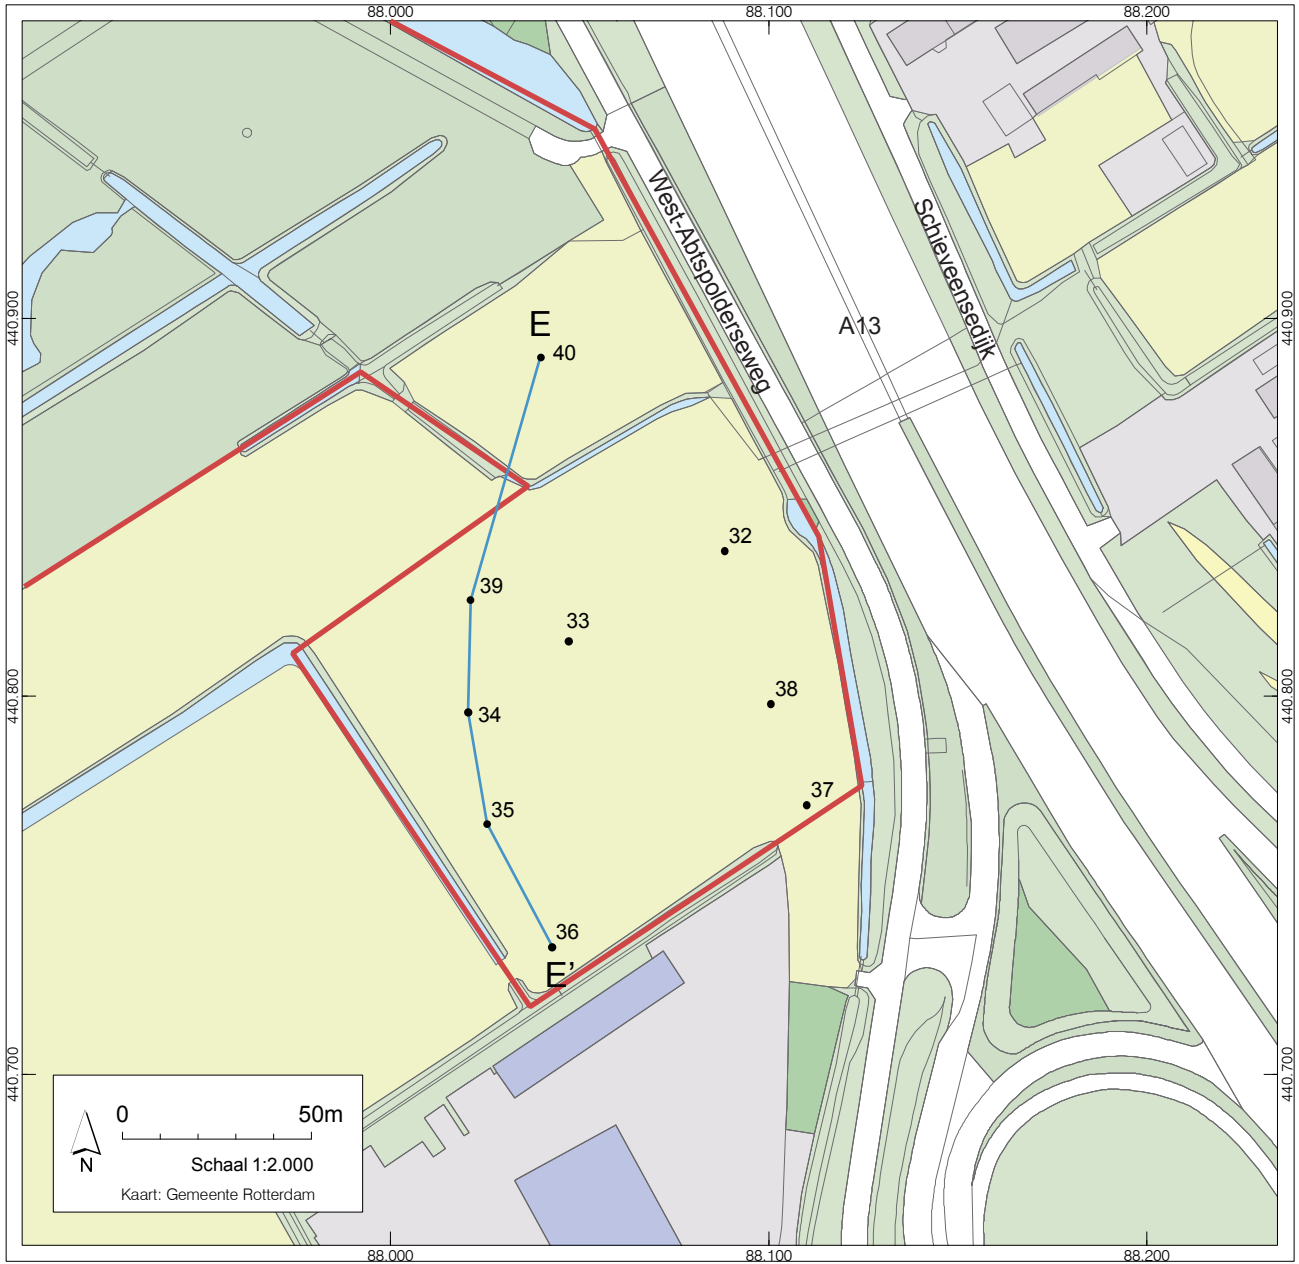 88.000
88.100
88.200
West-Abtspolderseweg
Schieveensedijk
A13
440.900
440.900
E
40
32
39
33
38
34
440.800
440.800
37
35
36
E’
440.700
440.700
0 50m
N
Schaal 1:2.000
Kaart: Gemeente Rotterdam
88.000
88.100
88.200